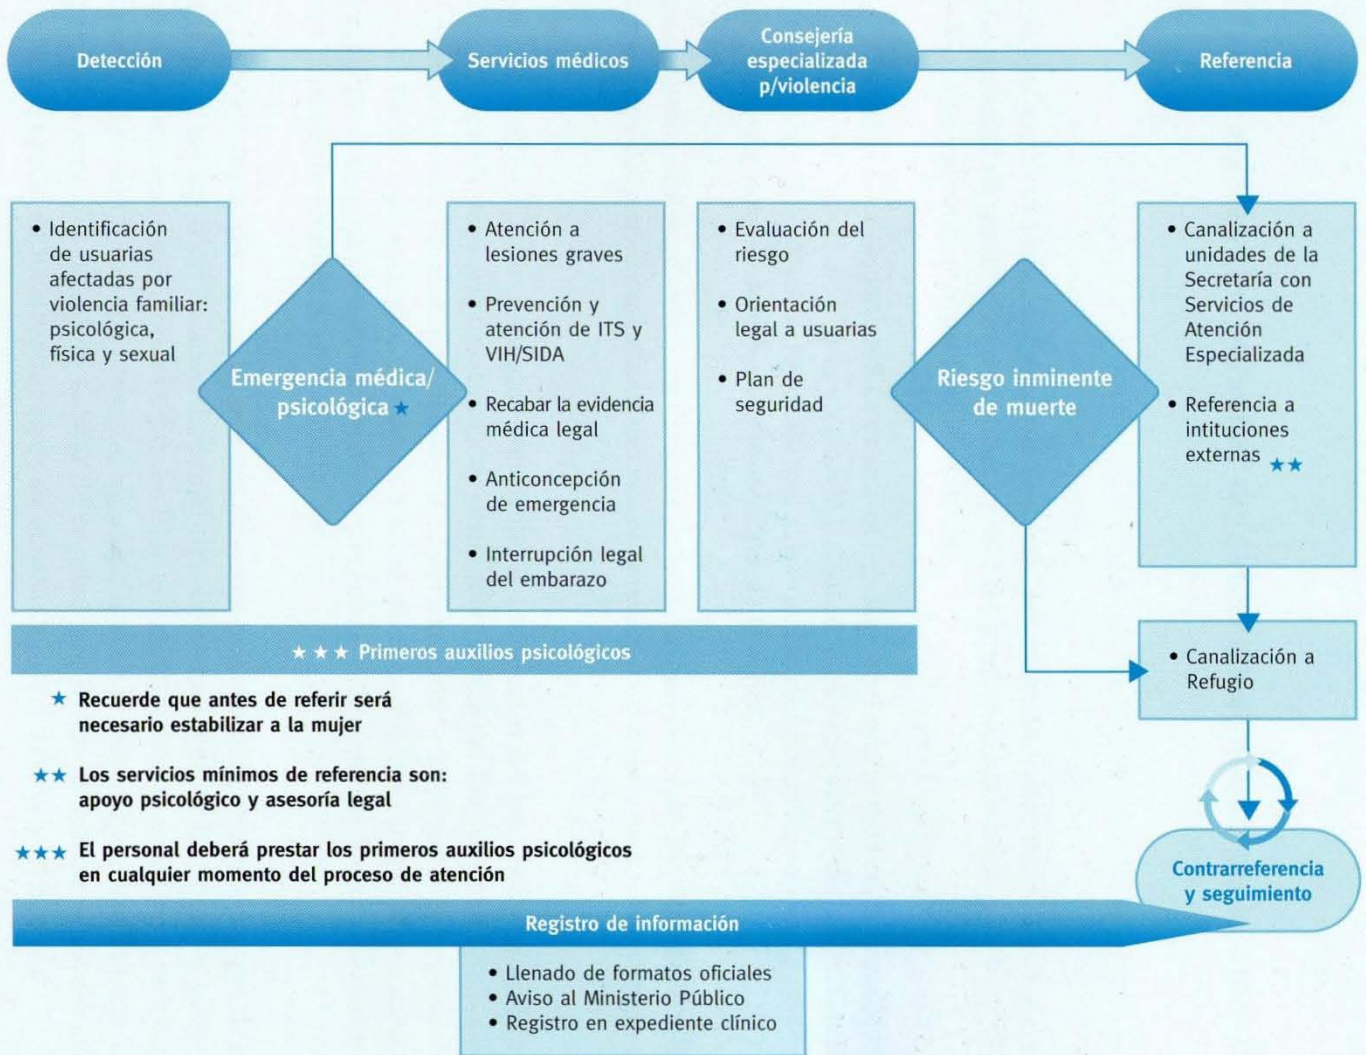 Detección
Servicios médicos
Consejería
especializada
p/violencia
Referencia
• Identificación
de usuarias
afectadas por
violencia familiar:
psicológica,
física y sexual
Emergencia médica/
psicológica ★
• Atención a
lesiones graves
• Prevención y
atención de ITS y
VIH/SIDA
• Recabar la evidencia
médica legal
• Anticoncepción
de emergencia
• Interrupción legal
del embarazo
• Evaluación del
riesgo
• Orientación
legal a usuarias
• Plan de
seguridad
Riesgo inminente
de muerte
• Canalización a
unidades de la
Secretaría con
Servicios de
Atención
Especializada
• Referencia a
intituciones
externas ★★
• Canalización a
Refugio
★ ★ ★ Primeros auxilios psicológicos
★ Recuerde que antes de referir será
necesario estabilizar a la mujer
★★ Los servicios mínimos de referencia son:
apoyo psicológico y asesoría legal
★★★ El personal deberá prestar los primeros auxilios psicológicos
en cualquier momento del proceso de atención
Contrarreferencia
y seguimiento
Registro de información
• Llenado de formatos oficiales
• Aviso al Ministerio Público
• Registro en expediente clínico